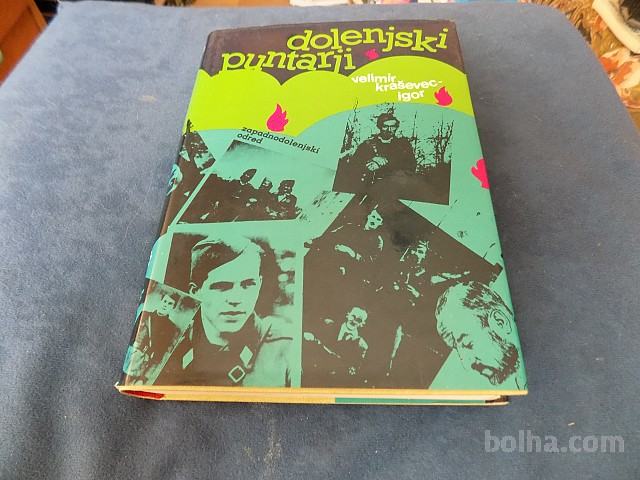 dolenjski
puntarji
velimir
kraševec-
igor
zapadnodolenjski
odred
bolha.com